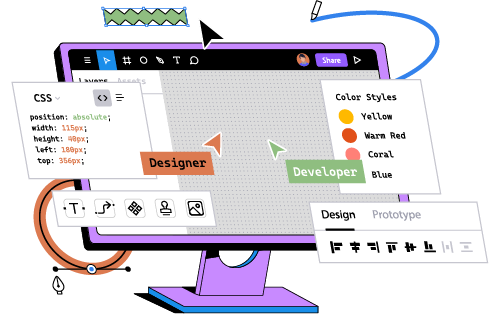 Share
Layers Assets
CSS
position: absolute;
width: 115px;
height: 40px;
left: 180px;
top: 356px;
Color Styles
Yellow
Warm Red
Coral
Blue
Designer
Developer
T
Design Prototype